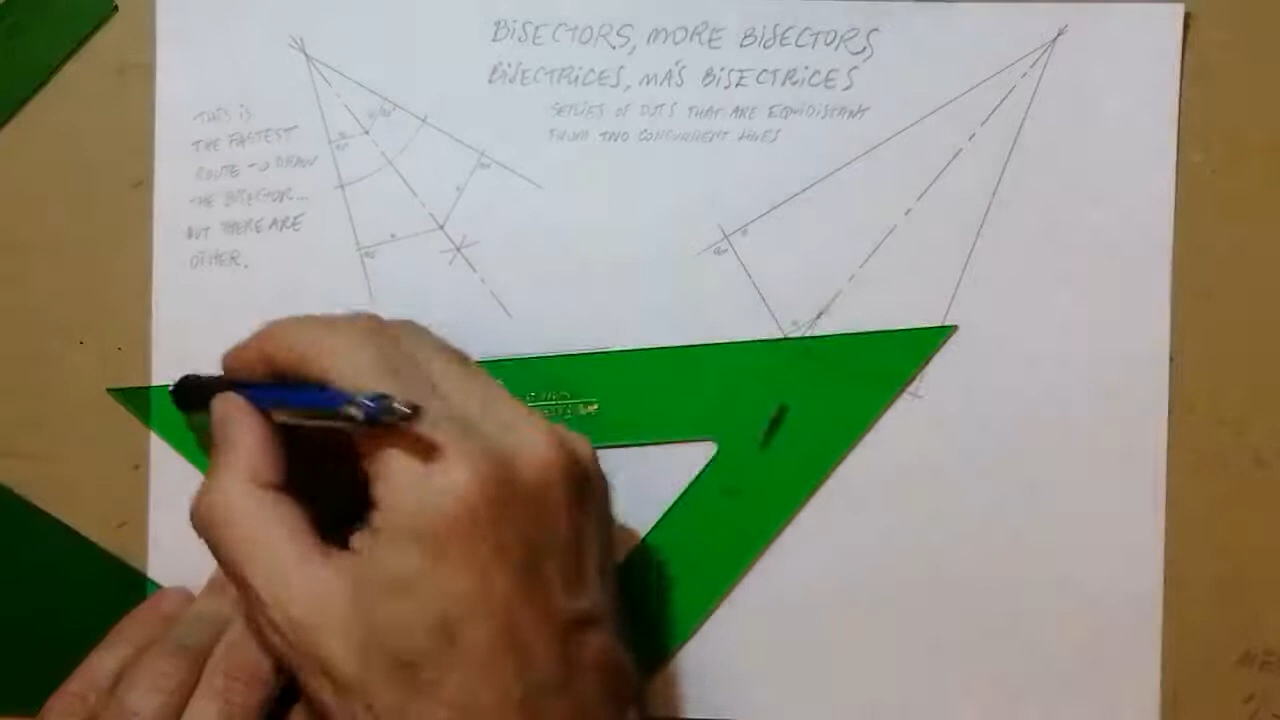 BISECTORS, MORE BISECTORS
BISECTRICES, MÁS BISECTRICES
SERIES OF DOTS THAT ARE EQUIDISTANT
FROM TWO CONCURRENT LINES
THIS IS
THE FASTEST
ROUTE → DRAW
THE BISECTOR...
BUT THERE ARE
OTHER.